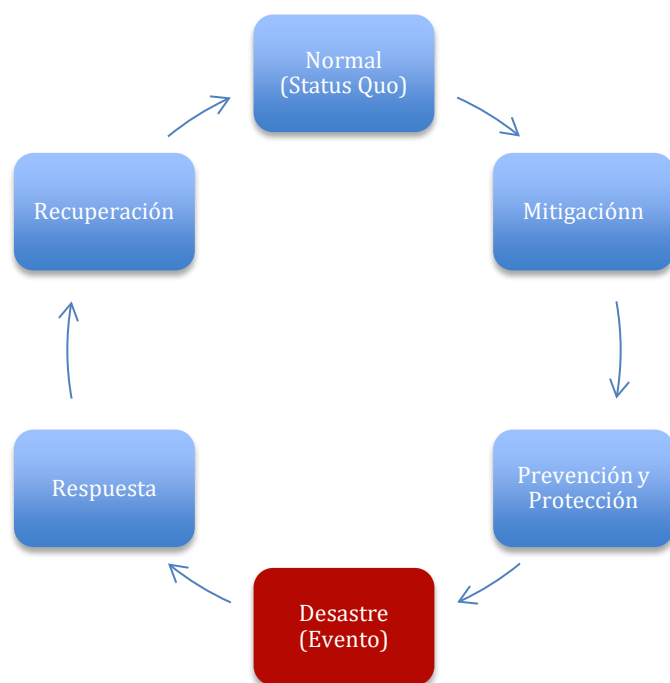 Normal
(Status Quo)
Mitigaciónn
Prevención y
Protección
Desastre
(Evento)
Respuesta
Recuperación